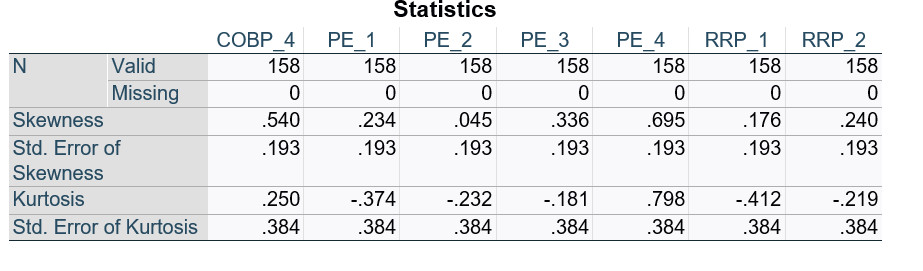 Statistics
COBP_4 PE_1 PE_2 PE_3 PE_4 RRP_1 RRP_2
N Valid 158 158 158 158 158 158 158
Missing 0 0 0 0 0 0 0
Skewness .540 .234 .045 .336 .695 .176 .240
Std. Error of .193 .193 .193 .193 .193 .193 .193
Skewness
Kurtosis .250 -.374 -.232 -.181 .798 -.412 -.219
Std. Error of Kurtosis .384 .384 .384 .384 .384 .384 .384